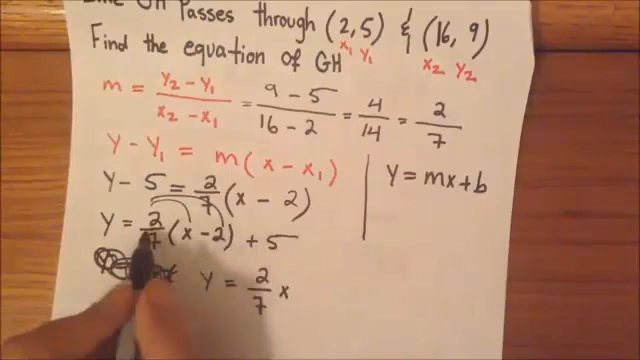 Line GH Passes through (2, 5) & (16, 9)
x₁ y₁ x₂ y₂
Find the equation of GH
m = (y₂ - y₁)/(x₂ - x₁) = (9 - 5)/(16 - 2) = 4/14 = 2/7
y - y₁ = m(x - x₁)
y = mx + b
y - 5 = 2/7 (x - 2)
y = 2/7 (x - 2) + 5
y = 2/7 x